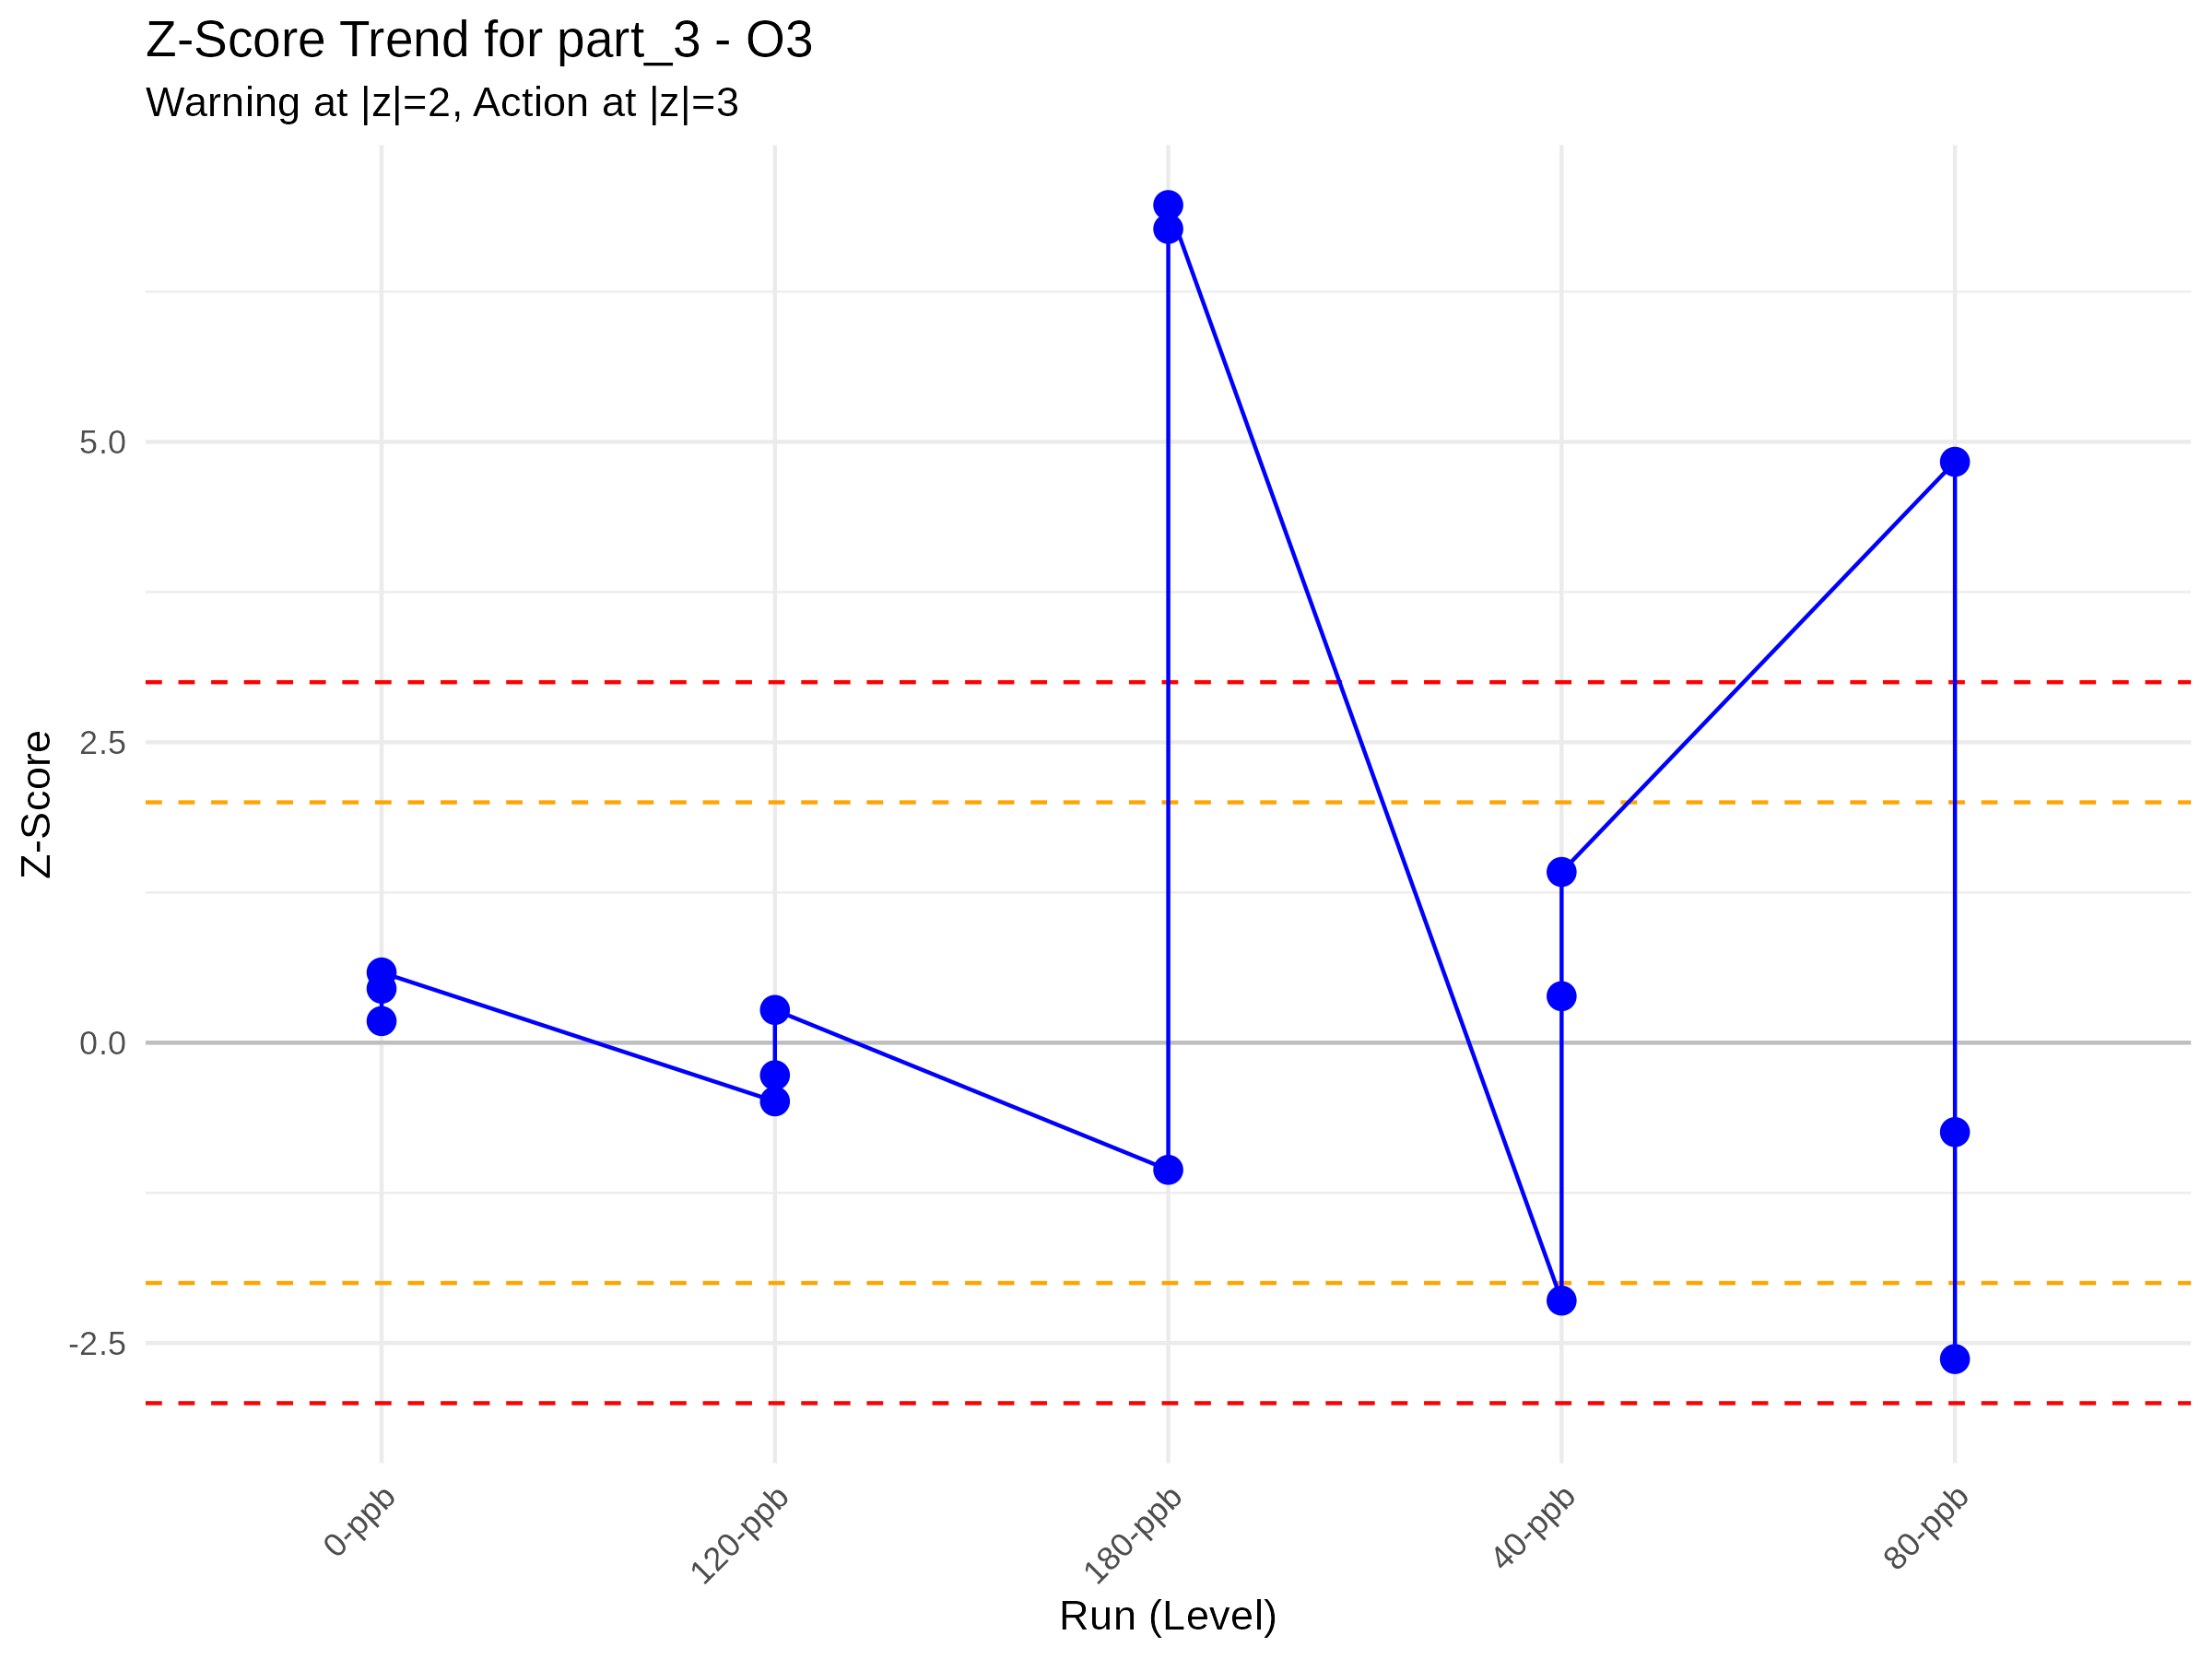 Z-Score Trend for part_3 - O3
Warning at |z|=2, Action at |z|=3
Z-Score
5.0
2.5
0.0
-2.5
0-ppb
120-ppb
180-ppb
40-ppb
80-ppb
Run (Level)